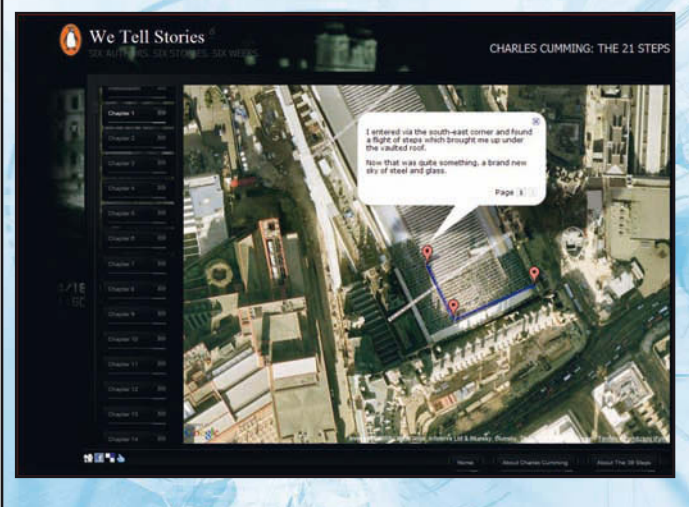 We Tell Stories
SIX AUTHORS. SIX STORIES. SIX WEEKS.
CHARLES CUMMING: THE 21 STEPS
Chapter 1
Chapter 2
Chapter 3
Chapter 4
Chapter 5
Chapter 6
Chapter 7
Chapter 8
Chapter 9
Chapter 10
Chapter 11
Chapter 12
Chapter 13
Chapter 14
I entered via the south-east corner and found
a flight of steps which brought me up under
the vaulted roof.
Now that was quite something, a brand new
sky of steel and glass.
Page 1
Google
Home
About Charles Cumming
About The 39 Steps